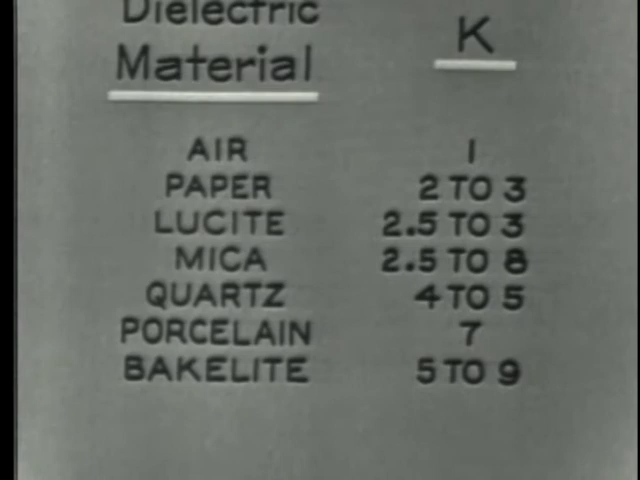 Dielectric
Material K
AIR 1
PAPER 2 TO 3
LUCITE 2.5 TO 3
MICA 2.5 TO 8
QUARTZ 4 TO 5
PORCELAIN 7
BAKELITE 5 TO 9